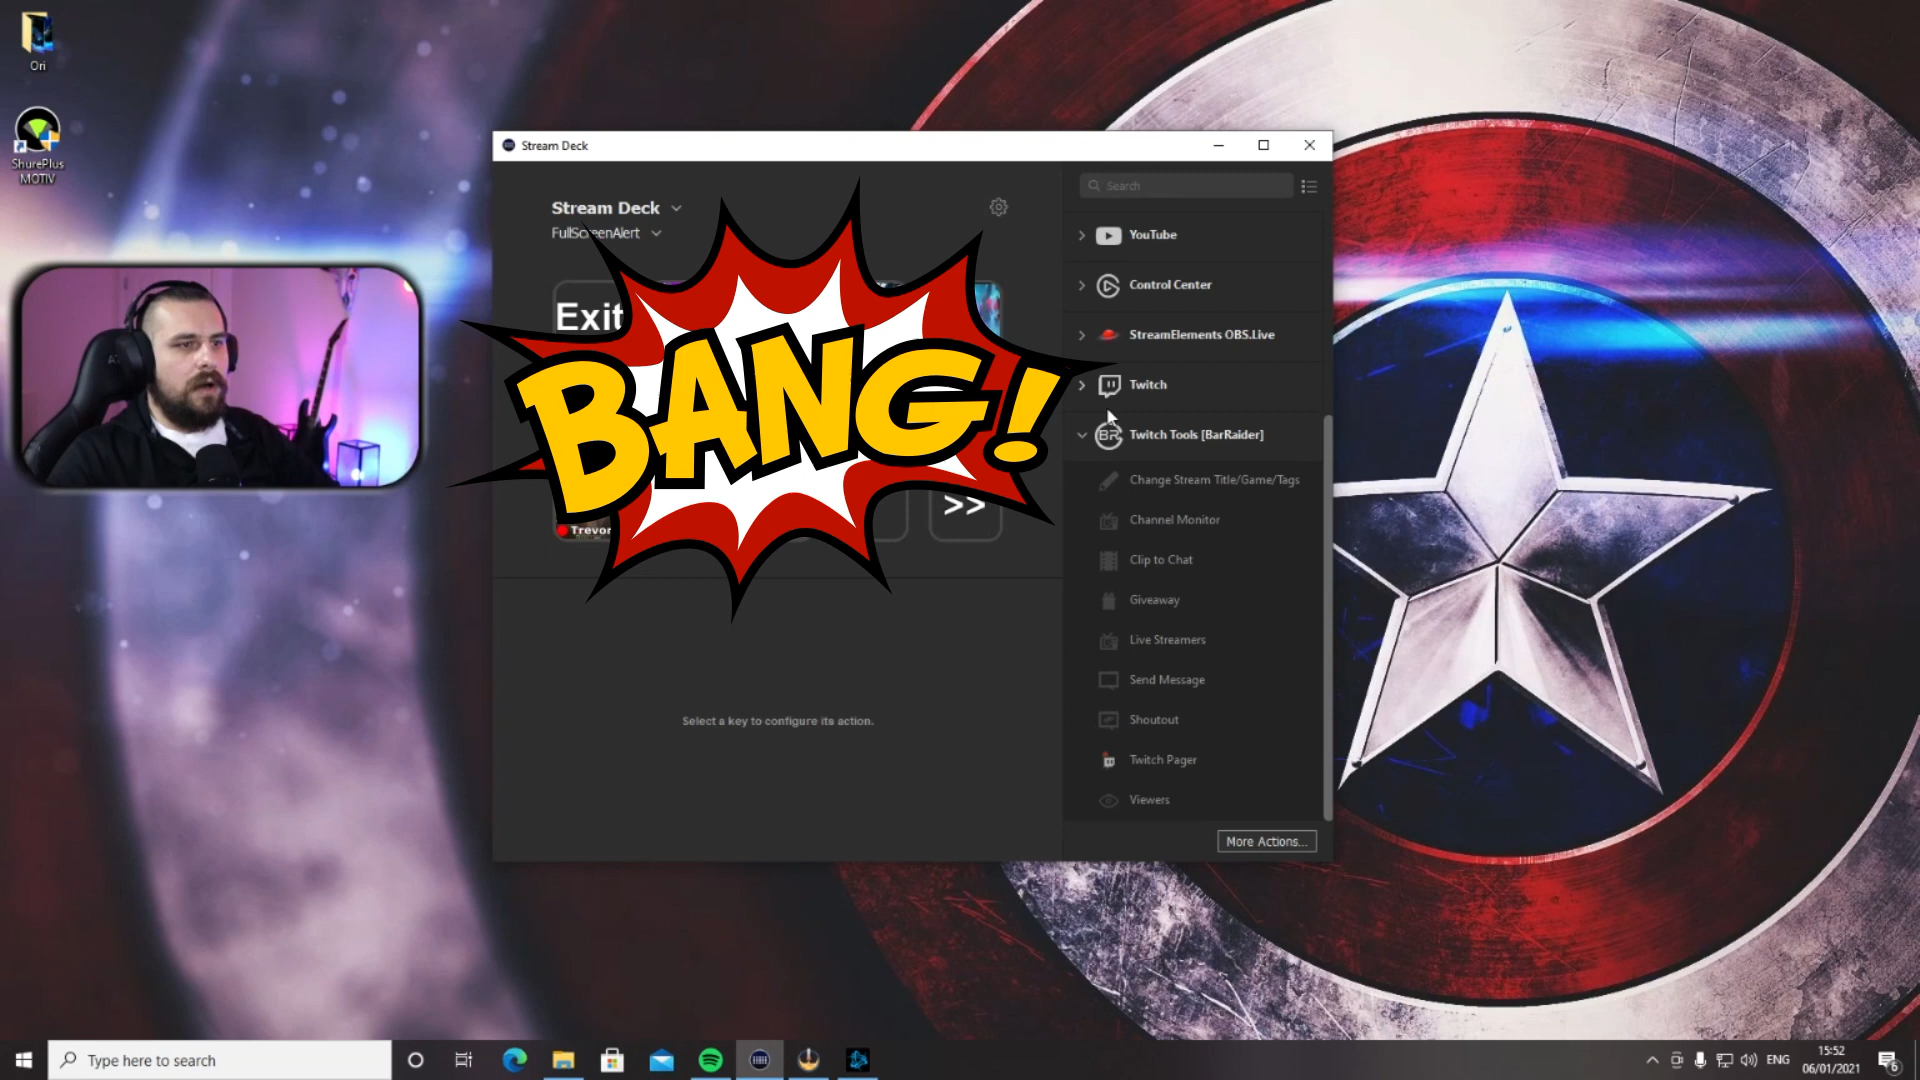 Ori
ShurePlus
MOTIV
Stream Deck
Stream Deck
FullScreenAlert
Search
YouTube
Control Center
StreamElements OBS.Live
Twitch
BR
Twitch Tools [BarRaider]
Change Stream Title/Game/Tags
Channel Monitor
Clip to Chat
Giveaway
Live Streamers
Send Message
Shoutout
Twitch Pager
Viewers
More Actions...
Exit
BANG!
>>
Trevor
Select a key to configure its action.
Type here to search
ENG
15:52
06/01/2021
6